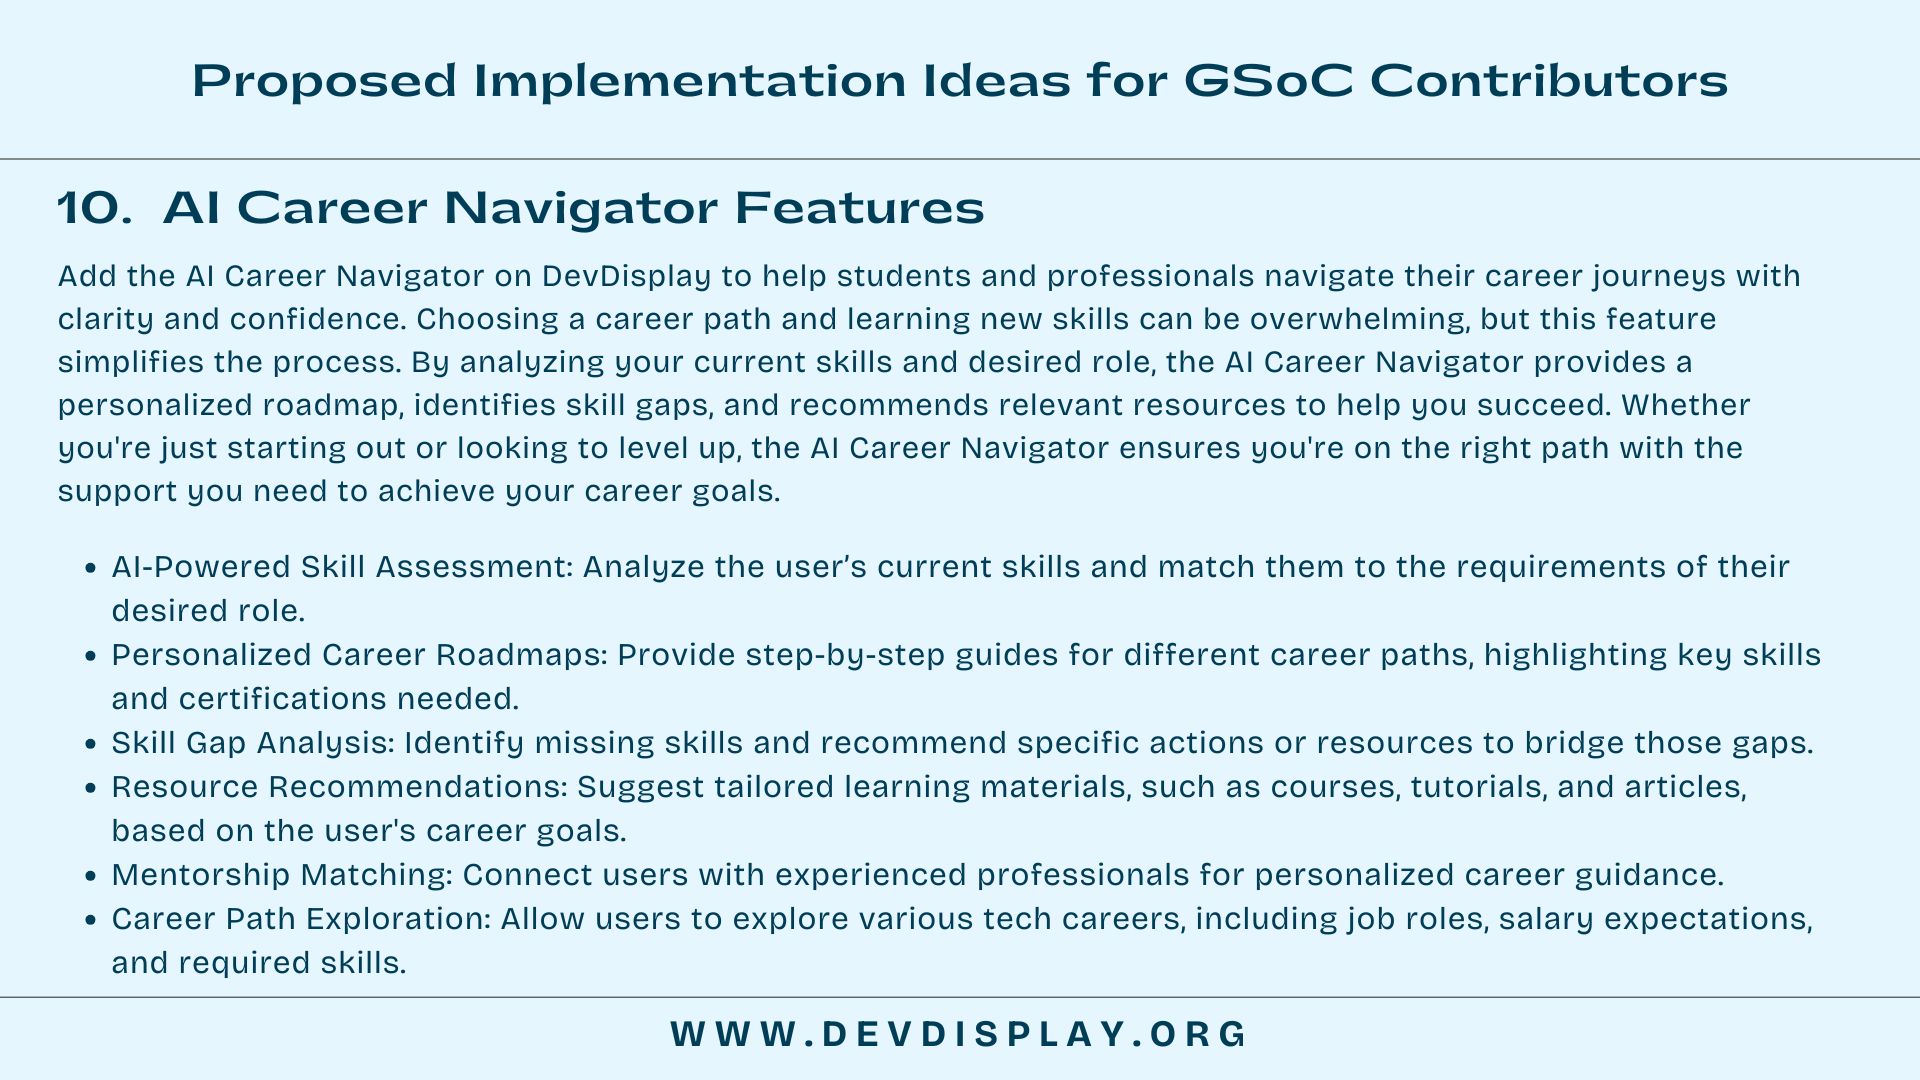 Proposed Implementation Ideas for GSoC Contributors
10. AI Career Navigator Features
Add the AI Career Navigator on DevDisplay to help students and professionals navigate their career journeys with
clarity and confidence. Choosing a career path and learning new skills can be overwhelming, but this feature
simplifies the process. By analyzing your current skills and desired role, the AI Career Navigator provides a
personalized roadmap, identifies skill gaps, and recommends relevant resources to help you succeed. Whether
you're just starting out or looking to level up, the AI Career Navigator ensures you're on the right path with the
support you need to achieve your career goals.
• AI-Powered Skill Assessment: Analyze the user’s current skills and match them to the requirements of their
desired role.
• Personalized Career Roadmaps: Provide step-by-step guides for different career paths, highlighting key skills
and certifications needed.
• Skill Gap Analysis: Identify missing skills and recommend specific actions or resources to bridge those gaps.
• Resource Recommendations: Suggest tailored learning materials, such as courses, tutorials, and articles,
based on the user's career goals.
• Mentorship Matching: Connect users with experienced professionals for personalized career guidance.
• Career Path Exploration: Allow users to explore various tech careers, including job roles, salary expectations,
and required skills.
WWW.DEVDISPLAY.ORG